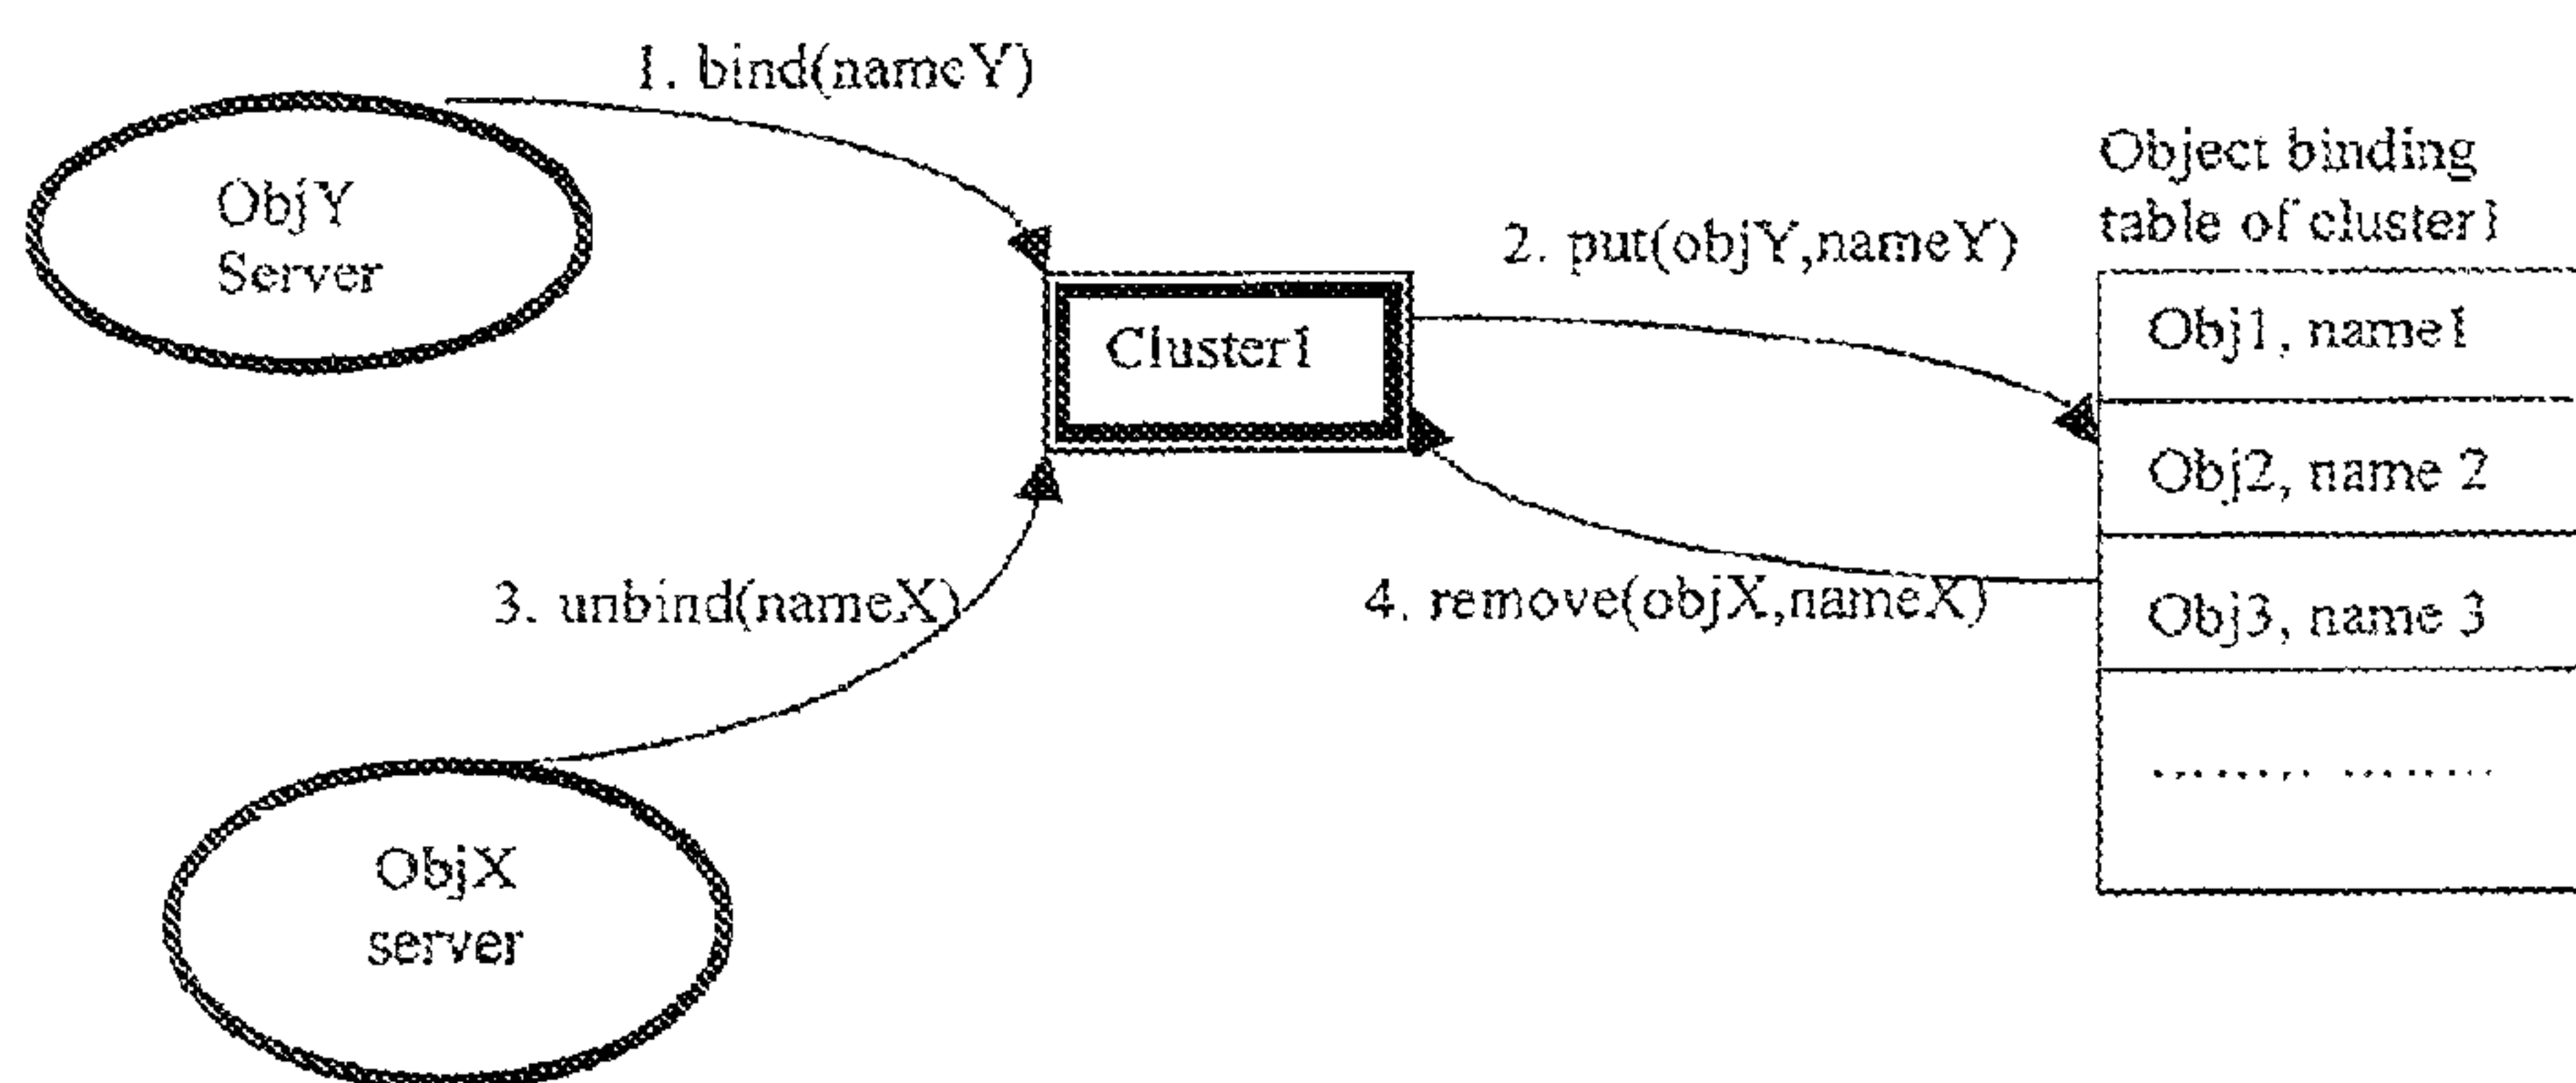 1. bind(nameY)
ObjY
Server
Object binding
table of cluster1
2. put(objY,nameY)
Cluster1
Obj1, name1
Obj2, name 2
3. unbind(nameX)
4. remove(objX,nameX)
Obj3, name 3
........, ........
ObjX
server